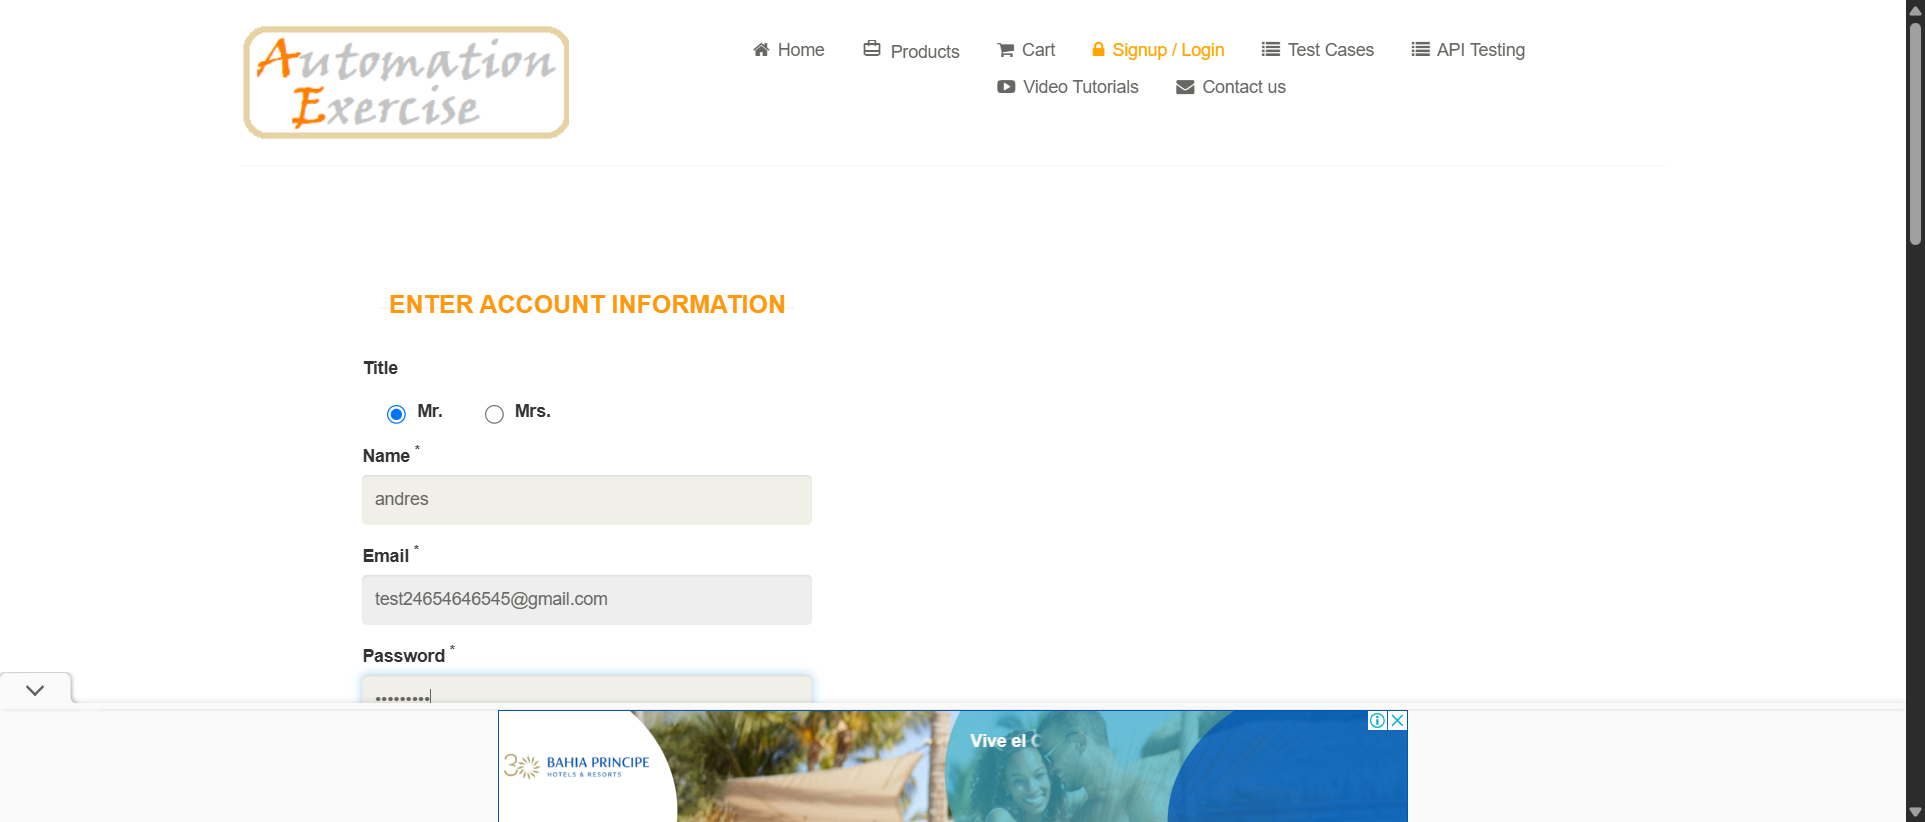 Automation
Exercise
Home
Products
Cart
Signup / Login
Test Cases
API Testing
Video Tutorials
Contact us
ENTER ACCOUNT INFORMATION
Title
Mr.
Mrs.
Name *
andres
Email *
test24654646545@gmail.com
Password *
•••••••••
30 BAHIA PRINCIPE
HOTELS & RESORTS
Vive el C